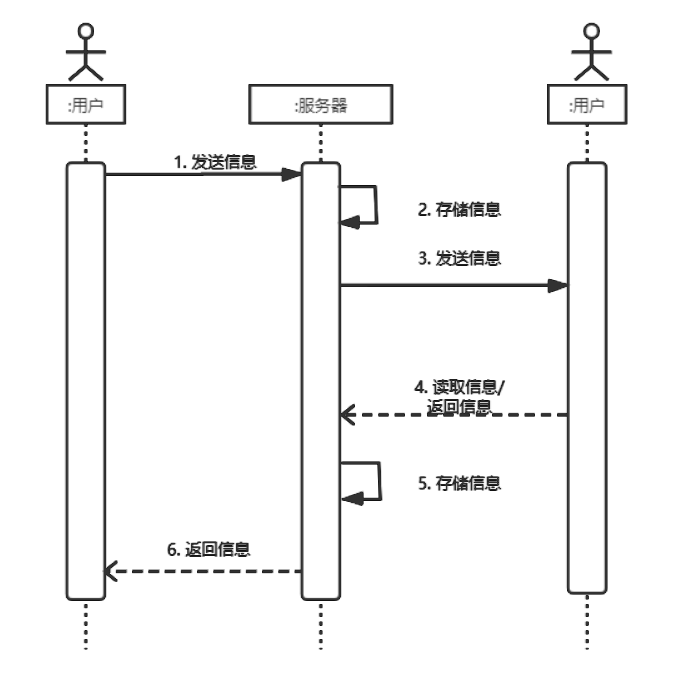 :用户
:服务器
:用户
1. 发送信息
2. 存储信息
3. 发送信息
4. 读取信息/
返回信息
5. 存储信息
6. 返回信息